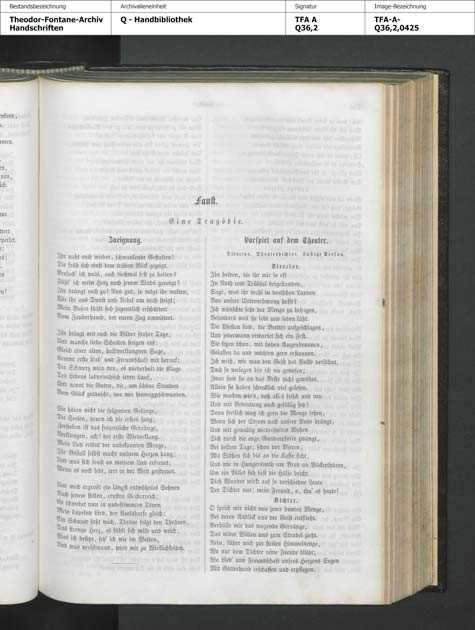 Bestandsbezeichnung
Theodor-Fontane-Archiv
Handschriften
Archivalieneinheit
Q - Handbibliothek
Signatur
TFA A
Q36,2
Image-Bezeichnung
TFA-A-
Q36,2,0425
Faust.
Eine Tragödie.
Zueignung.
Ihr naht euch wieder, schwankende Gestalten!
Die früh sich einst dem trüben Blick gezeigt.
Versuch' ich wohl, euch diesmal fest zu halten?
Fühl' ich mein Herz noch jenem Wahn geneigt?
Ihr drängt euch zu! Nun gut, so mögt ihr walten,
Wie ihr aus Dunst und Nebel um mich steigt;
Mein Busen fühlt sich jugendlich erschüttert
Vom Zauberhauch, der euren Zug umwittert.
Ihr bringt mit euch die Bilder froher Tage,
Und manche liebe Schatten steigen auf;
Gleich einer alten, halbverklungnen Sage,
Kommt erste Lieb' und Freundschaft mit herauf;
Der Schmerz wird neu, es wiederholt die Klage
Des Lebens labyrinthisch irren Lauf,
Und nennt die Guten, die, um schöne Stunden
Vom Glück getäuscht, vor mir hinweggeschwunden.
Sie hören nicht die folgenden Gesänge,
Die Seelen, denen ich die ersten sang;
Zerstoben ist das freundliche Gedränge,
Verklungen, ach! der erste Wiederklang.
Mein Lied ertönt der unbekannten Menge,
Ihr Beifall selbst macht meinem Herzen bang;
Und was sich sonst an meinem Lied erfreuet,
Wenn es noch lebt, irrt in der Welt zerstreuet.
Und mich ergreift ein längst entwöhntes Sehnen
Nach jenem stillen, ernsten Geisterreich;
Es schwebet nun in unbestimmten Tönen
Mein lispelnd Lied, der Aeolsharfe gleich;
Ein Schauer faßt mich, Thräne folgt den Thränen,
Das strenge Herz, es fühlt sich mild und weich;
Was ich besitze, seh' ich wie im Weiten,
Und was verschwand, wird mir zu Wirklichkeiten.
Vorspiel auf dem Theater.
Director. Theaterdichter. Lustige Person.
Director.
Ihr beiden, die ihr mir so oft
In Noth und Trübsal beigestanden,
Sagt, was ihr wohl in deutschen Landen
Von unsrer Unternehmung hofft?
Ich wünschte sehr der Menge zu behagen,
Besonders weil sie lebt und leben läßt.
Die Pfosten sind, die Bretter aufgeschlagen,
Und jedermann erwartet sich ein Fest.
Sie sitzen schon, mit hohen Augenbraunen,
Gelassen da und möchten gern erstaunen.
Ich weiß, wie man den Geist des Volks versöhnt,
Doch so verlegen bin ich nie gewesen;
Zwar sind sie an das Beste nicht gewöhnt,
Allein sie haben schrecklich viel gelesen.
Wie machen wir's, daß alles frisch und neu
Und mit Bedeutung auch gefällig sey?
Denn freilich mag ich gern die Menge sehen,
Wenn sich der Strom nach unsrer Bude drängt,
Und mit gewaltig wiederholten Wehen
Sich durch die enge Gnadenpforte zwängt,
Bei hellem Tage, schon vor Vieren,
Mit Stößen sich bis an die Kasse ficht,
Und wie in Hungersnoth um Brod an Bäckerthüren,
Um ein Billet sich fast die Hälse bricht.
Dieß Wunder wirkt auf so verschiedne Leute
Der Dichter nur; mein Freund, o, thu' es heute!
Dichter.
O sprich mir nicht von jener bunten Menge,
Bei deren Anblick uns der Geist entflieht.
Verhülle mir das wogende Gedränge,
Das wider Willen uns zum Strudel zieht.
Nein, führe mich zur stillen Himmelsenge,
Wo nur dem Dichter reine Freude blüht;
Wo Lieb' und Freundschaft unsres Herzens Segen
Mit Götterhand erschaffen und erpflegen.